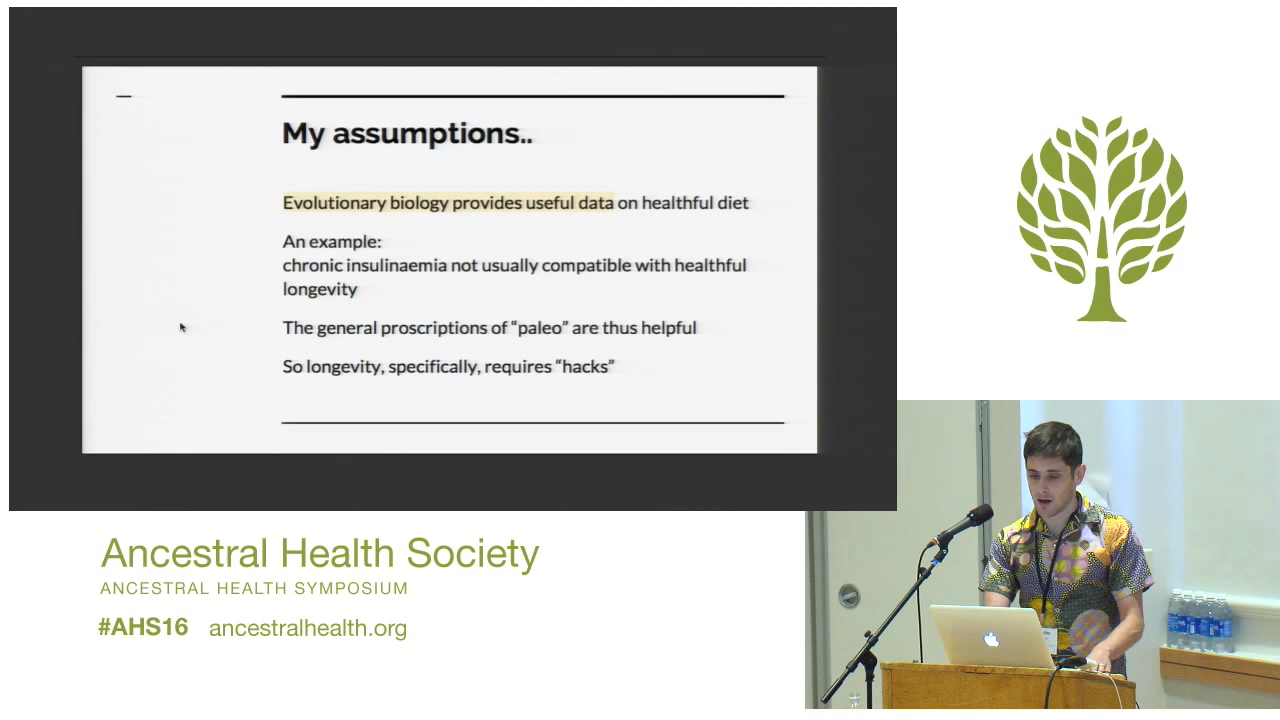 My assumptions..
Evolutionary biology provides useful data on healthful diet
An example:
chronic insulinaemia not usually compatible with healthful
longevity
The general proscriptions of “paleo” are thus helpful
So longevity, specifically, requires “hacks”
Ancestral Health Society
ANCESTRAL HEALTH SYMPOSIUM
#AHS16 ancestralhealth.org